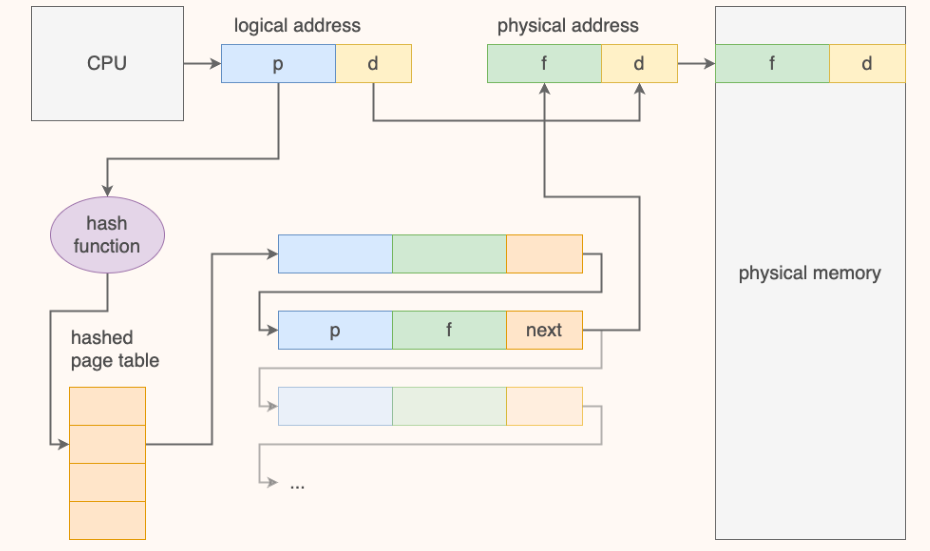 logical address
physical address
CPU
p
d
f
d
f
d
hash
function
physical memory
hashed
page table
p
f
next
...